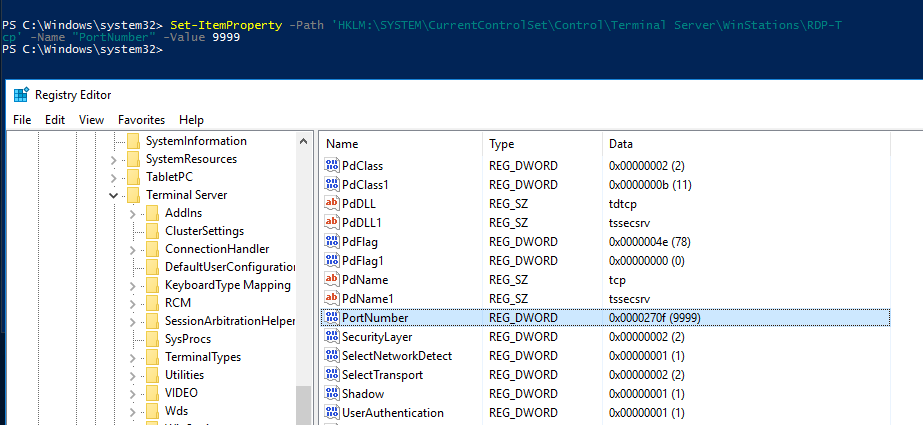 PS C:\Windows\system32> Set-ItemProperty -Path 'HKLM:\SYSTEM\CurrentControlSet\Control\Terminal Server\WinStations\RDP-T
cp' -Name "PortNumber" -Value 9999
PS C:\Windows\system32>
Registry Editor
File Edit View Favorites Help
SystemInformation
SystemResources
TabletPC
Terminal Server
AddIns
ClusterSettings
ConnectionHandler
DefaultUserConfiguration
KeyboardType Mapping
RCM
SessionArbitrationHelper
SysProcs
TerminalTypes
Utilities
VIDEO
Wds
Name Type Data
PdClass REG_DWORD 0x00000002 (2)
PdClass1 REG_DWORD 0x0000000b (11)
PdDLL REG_SZ tdtcp
PdDLL1 REG_SZ tssecsrv
PdFlag REG_DWORD 0x0000004e (78)
PdFlag1 REG_DWORD 0x00000000 (0)
PdName REG_SZ tcp
PdName1 REG_SZ tssecsrv
PortNumber REG_DWORD 0x0000270f (9999)
SecurityLayer REG_DWORD 0x00000002 (2)
SelectNetworkDetect REG_DWORD 0x00000001 (1)
SelectTransport REG_DWORD 0x00000002 (2)
Shadow REG_DWORD 0x00000001 (1)
UserAuthentication REG_DWORD 0x00000001 (1)